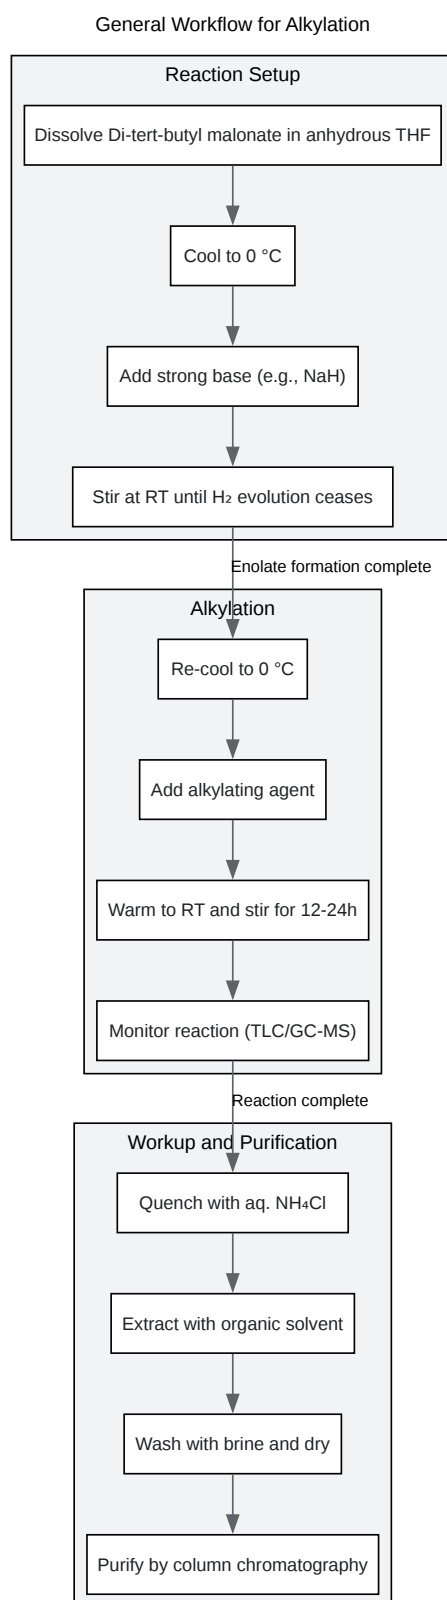 General Workflow for Alkylation
Reaction Setup
Dissolve Di-tert-butyl malonate in anhydrous THF
Cool to 0 °C
Add strong base (e.g., NaH)
Stir at RT until H₂ evolution ceases
Enolate formation complete
Alkylation
Re-cool to 0 °C
Add alkylating agent
Warm to RT and stir for 12-24h
Monitor reaction (TLC/GC-MS)
Reaction complete
Workup and Purification
Quench with aq. NH₄Cl
Extract with organic solvent
Wash with brine and dry
Purify by column chromatography